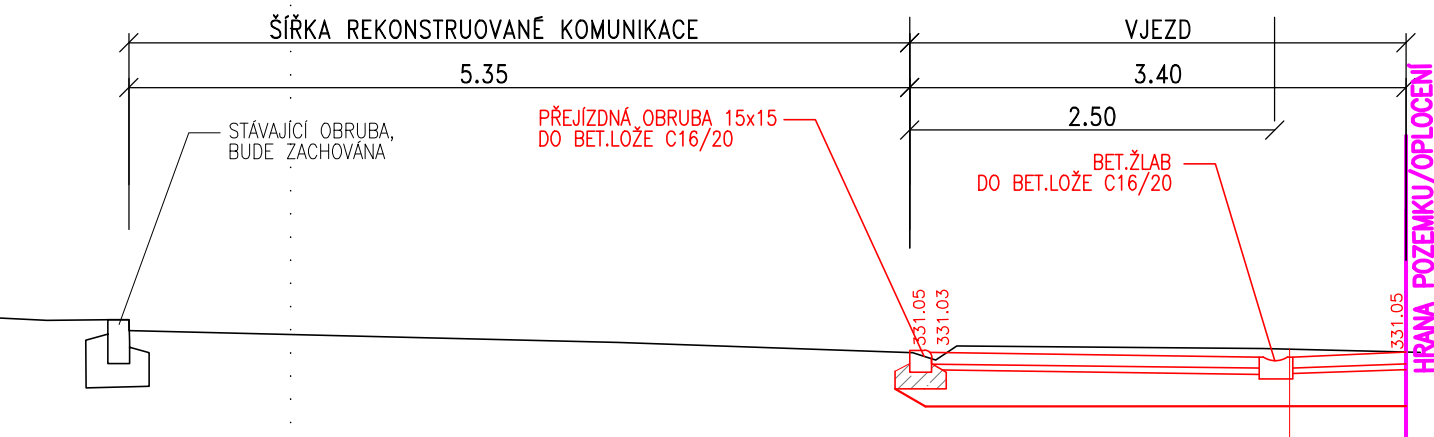 ŠÍŘKA REKONSTRUOVANÉ KOMUNIKACE
VJEZD
5.35
3.40
2.50
STÁVAJÍCÍ OBRUBA,
BUDE ZACHOVÁNA
PŘEJÍZDNÁ OBRUBA 15x15
DO BET.LOŽE C16/20
BET.ŽLAB
DO BET.LOŽE C16/20
331.05
331.03
331.05
HRANA POZEMKU/OPLOCENÍ